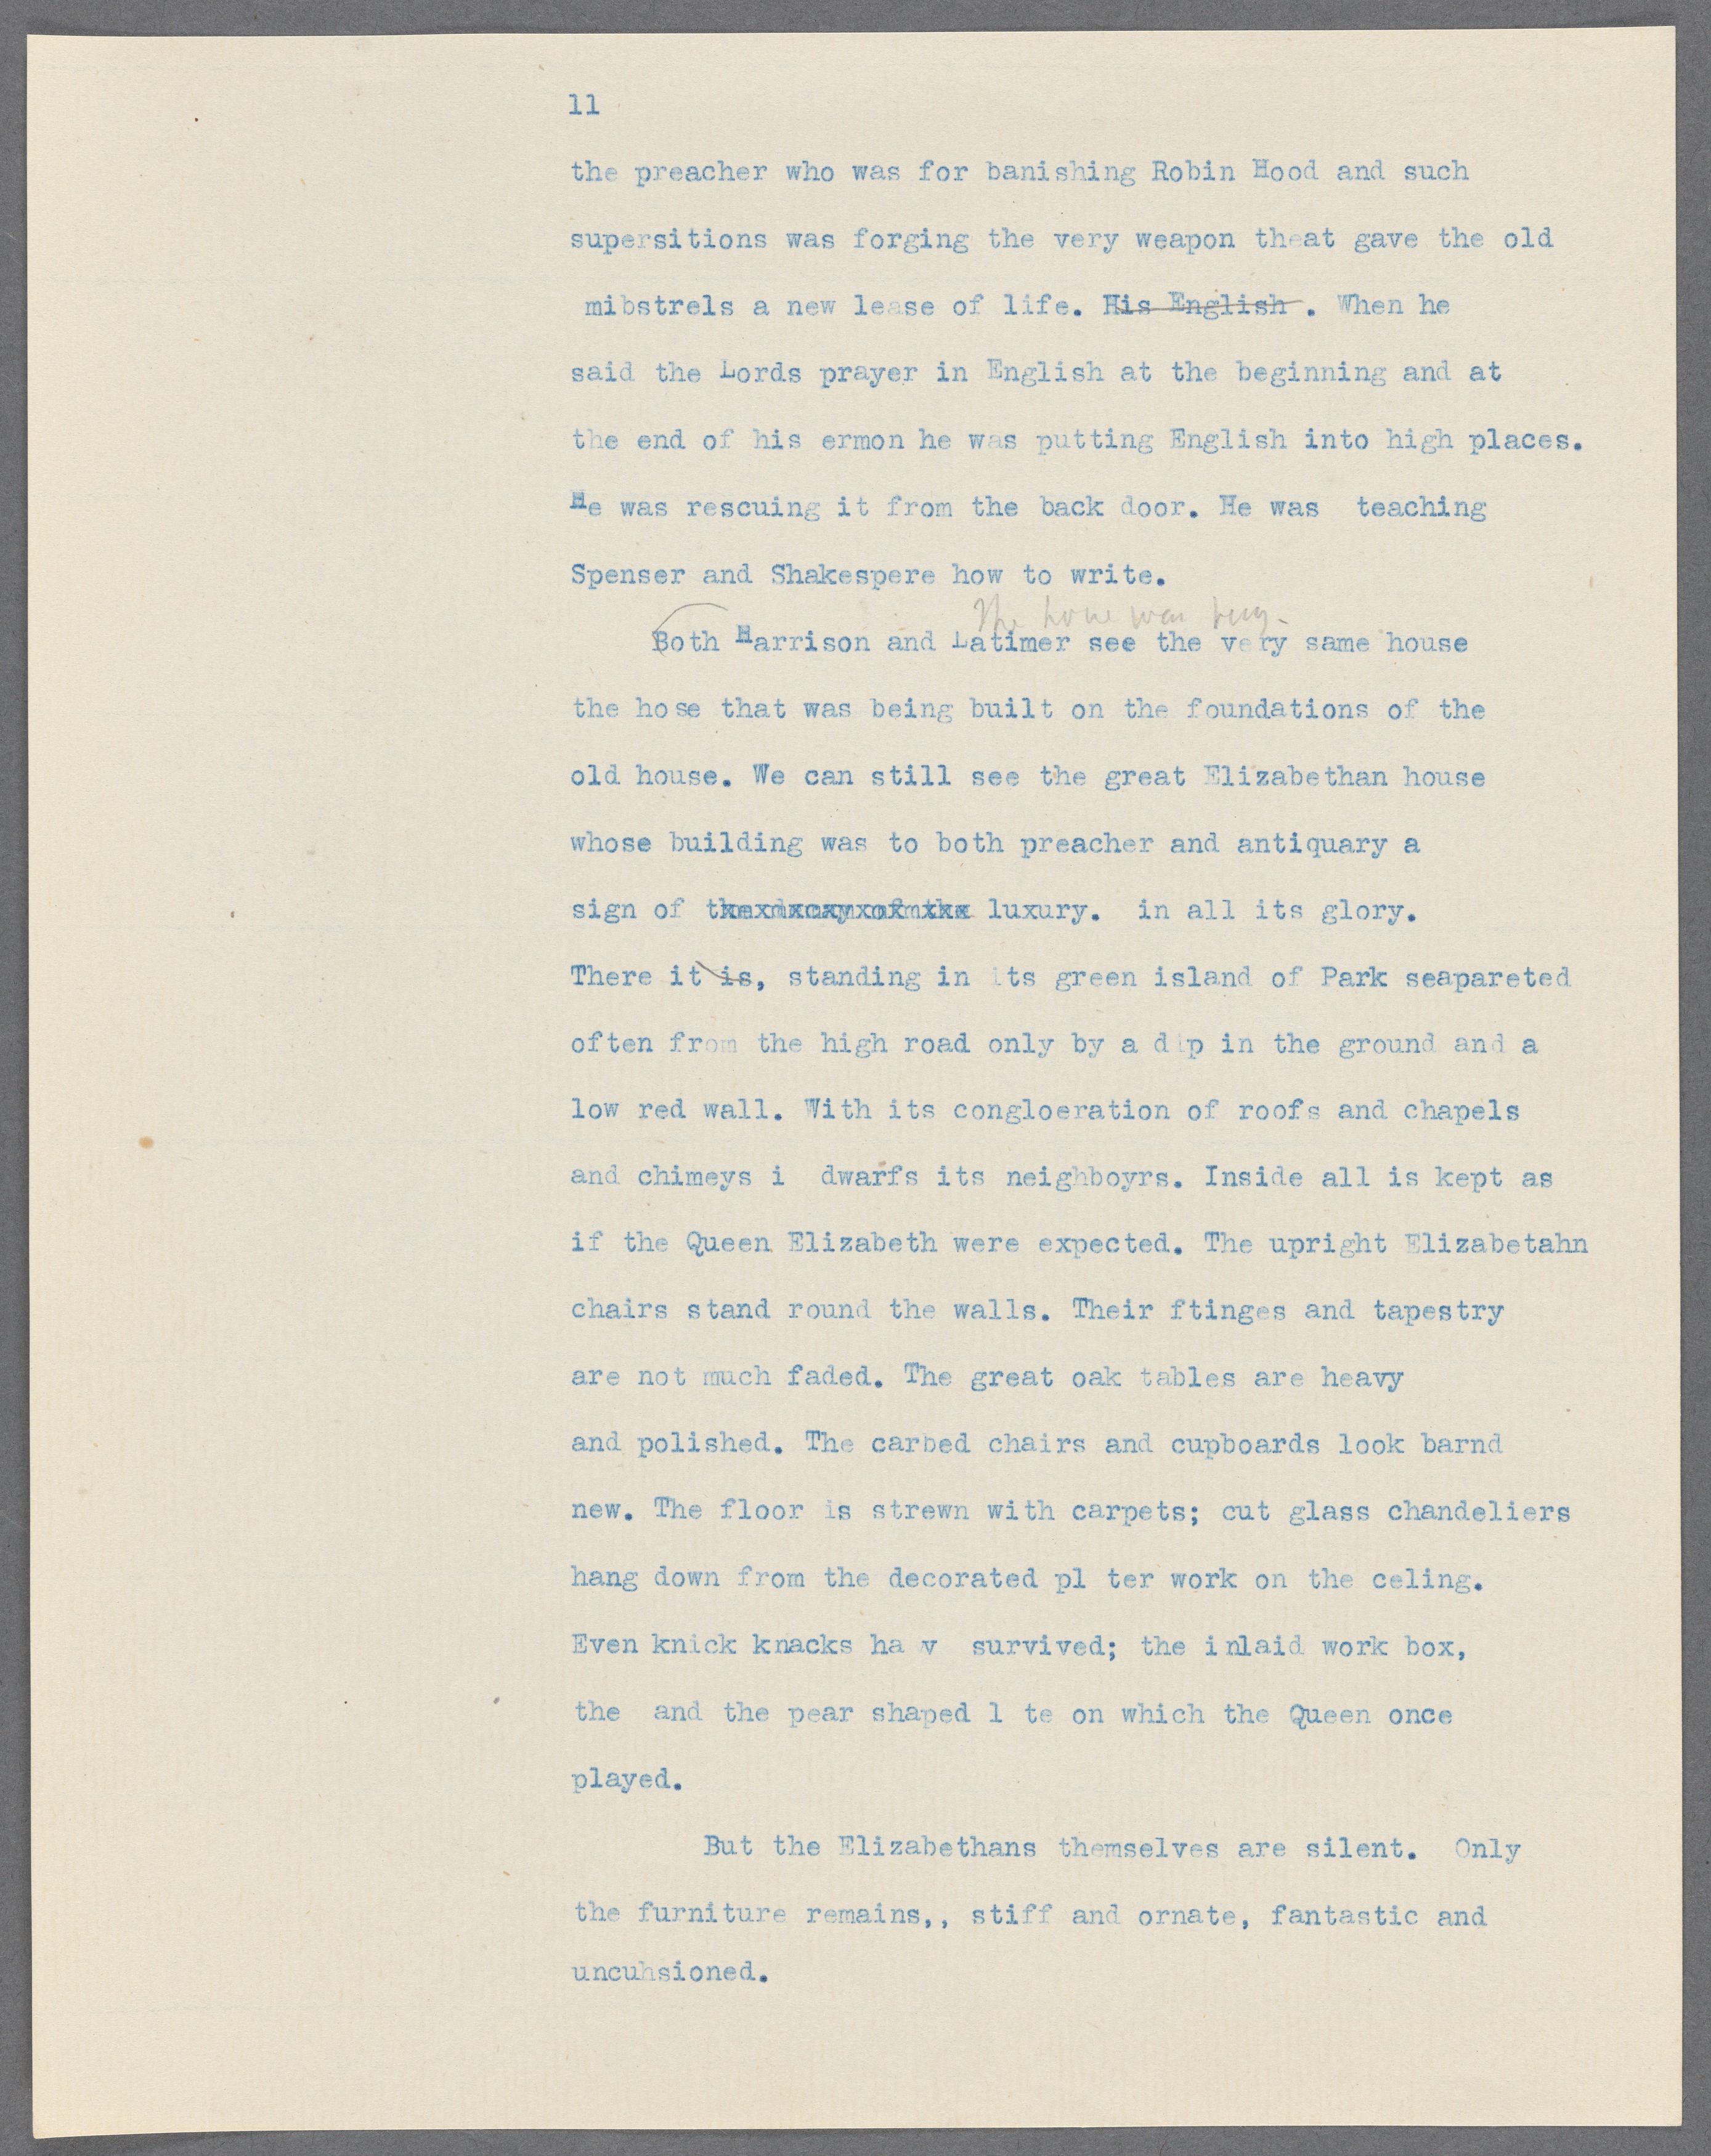 11
the preacher who was for banishing Robin Hood and such
supersitions was forging the very weapon theat gave the old
mibstrels a new lease of life. His English . When he
said the Lords prayer in English at the beginning and at
the end of his ermon he was putting English into high places.
He was rescuing it from the back door. He was teaching
Spenser and Shakespere how to write.
The was
Both Harrison and Latimer see the very same house
the hose that was being built on the foundations of the
old house. We can still see the great Elizabethan house
whose building was to both preacher and antiquary a
sign of luxury. in all its glory.
There it is, standing in its green island of Park seapareted
often from the high road only by a dip in the ground and a
low red wall. With its congloeration of roofs and chapels
and chimeys i dwarfs its neighboyrs. Inside all is kept as
if the Queen Elizabeth were expected. The upright Elizabetahn
chairs stand round the walls. Their ftinges and tapestry
are not much faded. The great oak tables are heavy
and polished. The carbed chairs and cupboards look barnd
new. The floor is strewn with carpets; cut glass chandeliers
hang down from the decorated pl ter work on the celing.
Even knick knacks ha v survived; the inlaid work box,
the and the pear shaped l te on which the Queen once
played.
But the Elizabethans themselves are silent. Only
the furniture remains,, stiff and ornate, fantastic and
uncuhsioned.